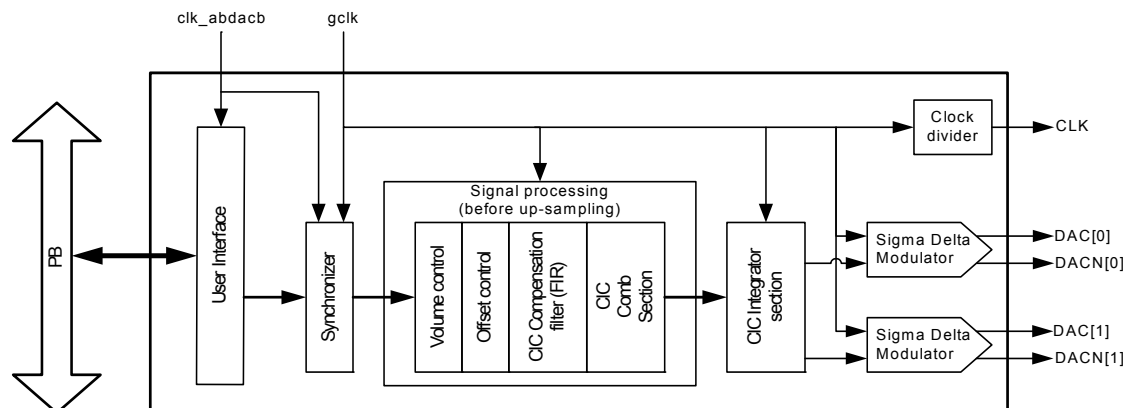 clk_abdacb
gclk
Clock
divider
CLK
Signal processing
(before up-sampling)
PB
User Interface
Synchronizer
Volume control
Offset control
CIC Compensation
filter (FIR)
CIC
Comb
Section
CIC Integrator
section
Sigma Delta
Modulator
DAC[0]
DACN[0]
Sigma Delta
Modulator
DAC[1]
DACN[1]